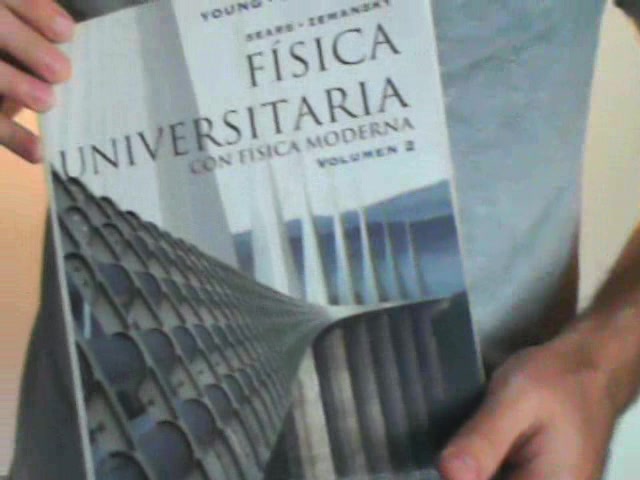 YOUNG ·
SEARS · ZEMANSKY
FÍSICA
UNIVERSITARIA
CON FÍSICA MODERNA
VOLUMEN 2